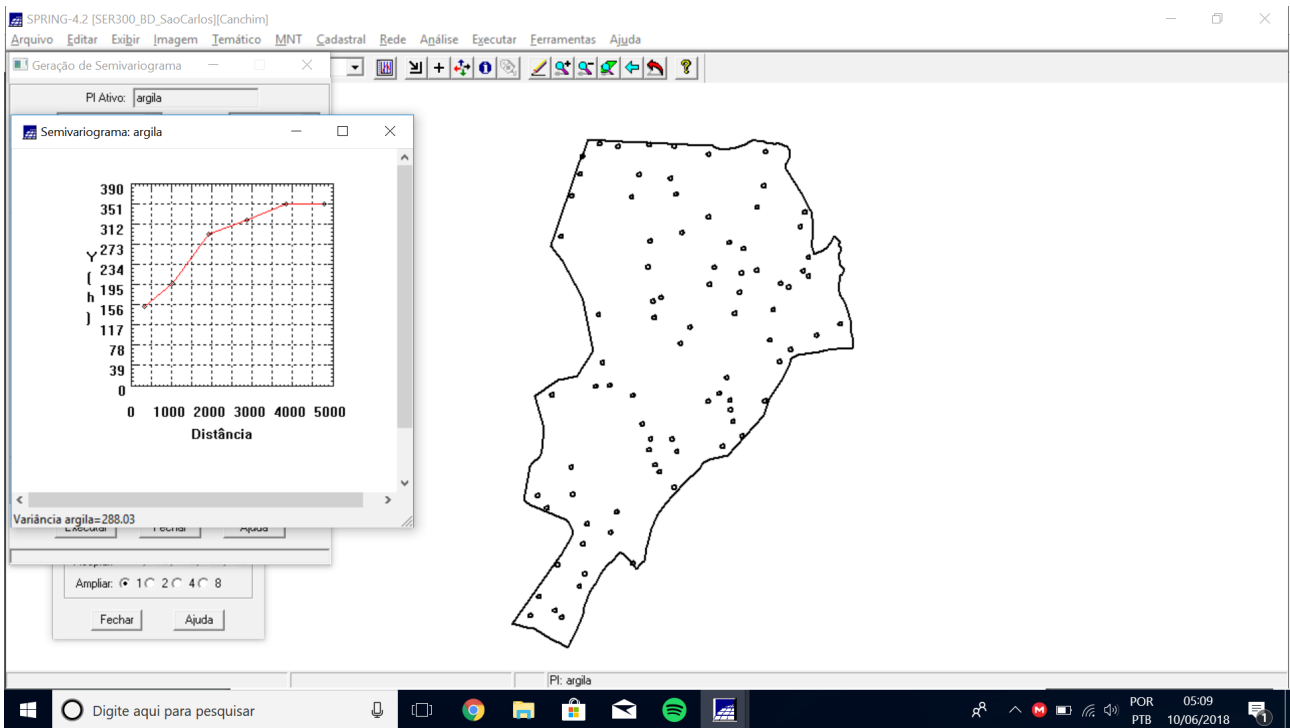 SPRING-4.2 [SER300_BD_SaoCarlos][Canchim]
Arquivo Editar Exibir Imagem Temático MNT Cadastral Rede Análise Executar Ferramentas Ajuda
Geração de Semivariograma
PI Ativo: argila
Semivariograma: argila
390
351
312
273
234
195
156
117
78
39
0
Y(h)
0 1000 2000 3000 4000 5000
Distância
Variância argila=288.03
Executar Fechar Ajuda
Ampliar: 1 2 4 8
Fechar Ajuda
PI: argila
Digite aqui para pesquisar
POR
PTB
05:09
10/06/2018
1